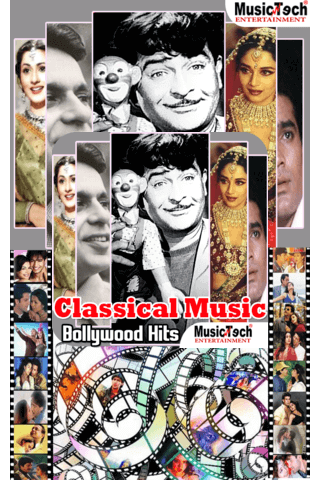 MusicTech
ENTERTAINMENT
Classical Music
Bollywood Hits
MusicTech
ENTERTAINMENT